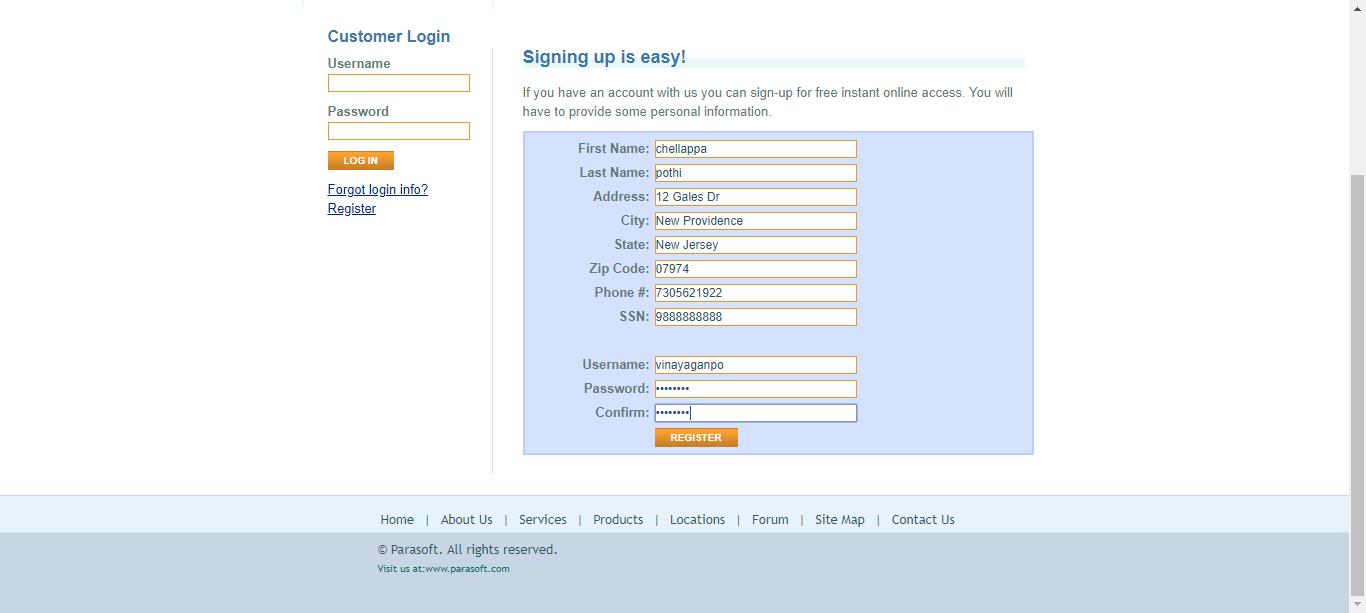 Customer Login
Username
Password
LOG IN
Forgot login info?
Register
Signing up is easy!
If you have an account with us you can sign-up for free instant online access. You will
have to provide some personal information.
First Name: chellappa
Last Name: pothi
Address: 12 Gales Dr
City: New Providence
State: New Jersey
Zip Code: 07974
Phone #: 7305621922
SSN: 9888888888
Username: vinayaganpo
Password: ••••••••
Confirm: ••••••••
REGISTER
Home | About Us | Services | Products | Locations | Forum | Site Map | Contact Us
© Parasoft. All rights reserved.
Visit us at:www.parasoft.com